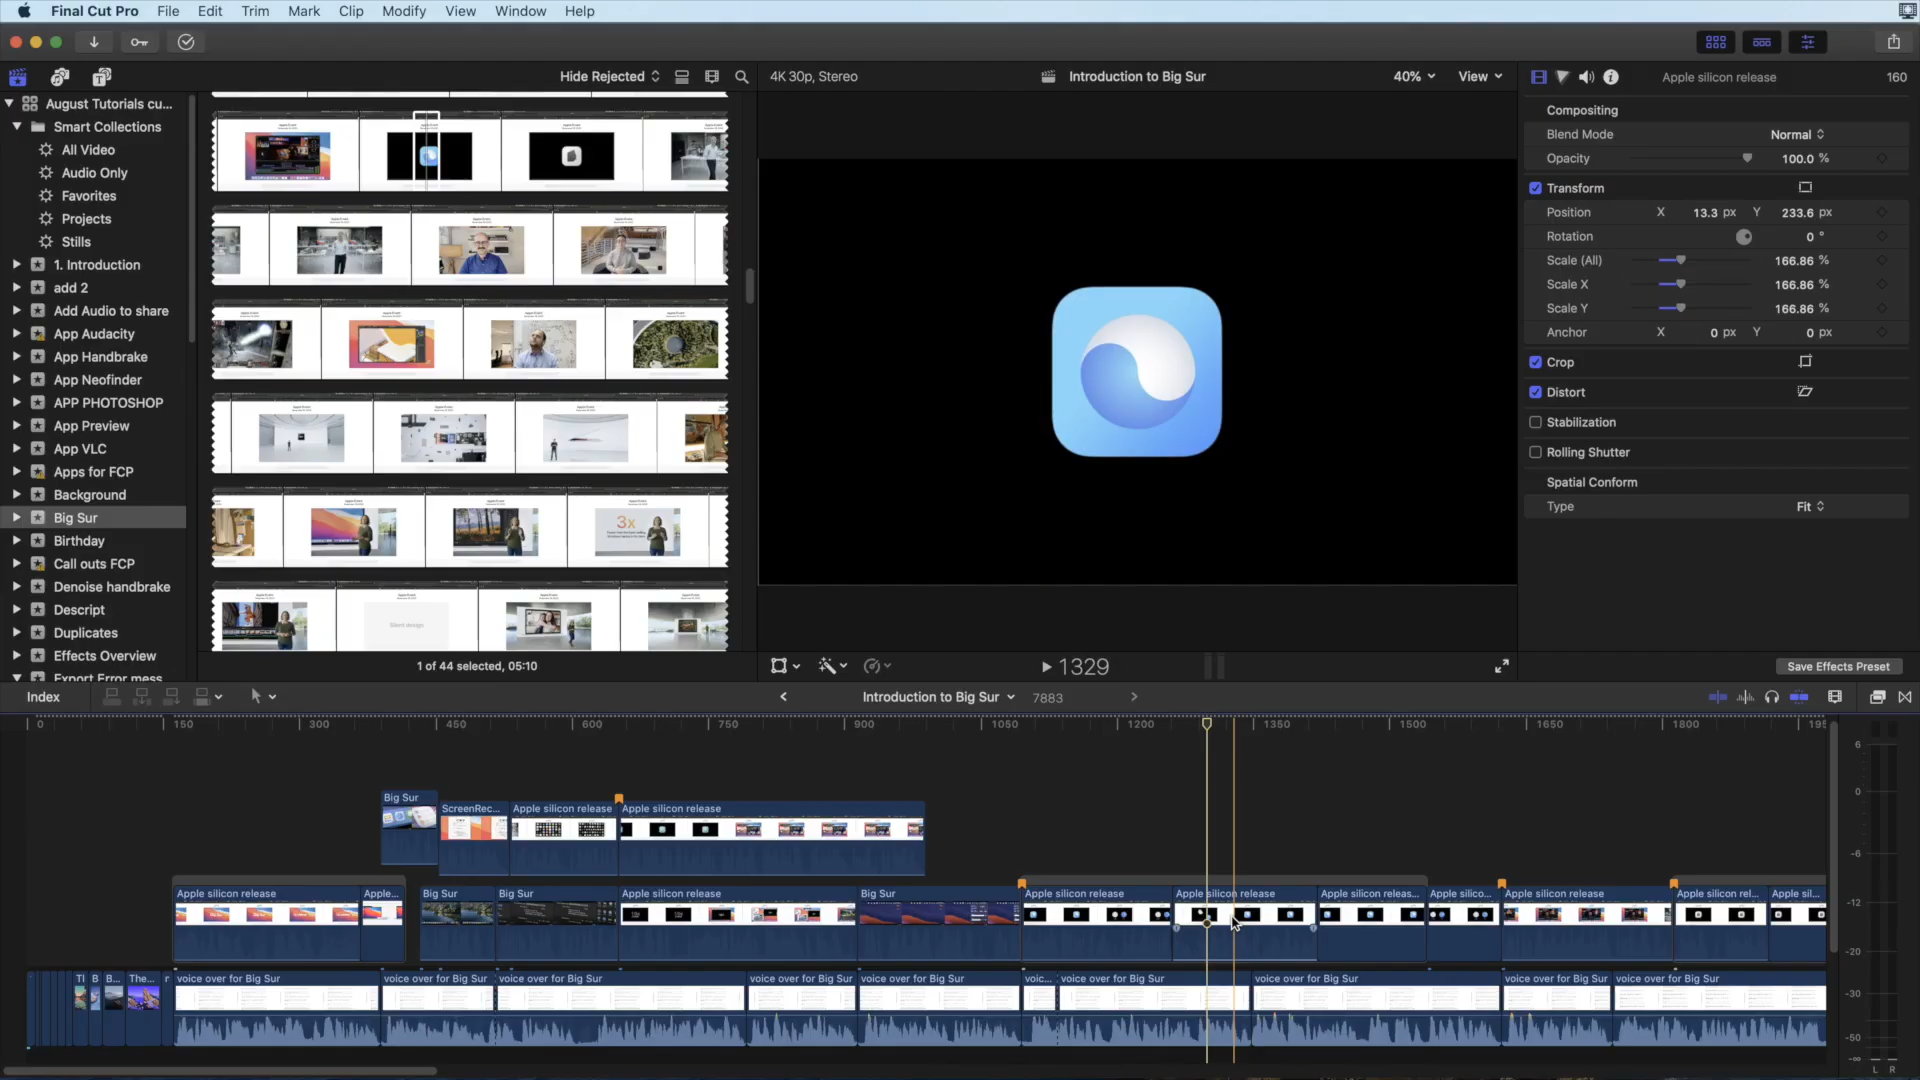 Final Cut Pro File Edit Trim Mark Clip Modify View Window Help
Hide Rejected
4K 30p, Stereo
Introduction to Big Sur
40%
View
Apple silicon release
160
August Tutorials cu...
Smart Collections
All Video
Audio Only
Favorites
Projects
Stills
1. Introduction
add 2
Add Audio to share
App Audacity
App Handbrake
App Neofinder
APP PHOTOSHOP
App Preview
App VLC
Apps for FCP
Background
Big Sur
Birthday
Call outs FCP
Denoise handbrake
Descript
Duplicates
Effects Overview
Export Error mess
3x
Silent design
1 of 44 selected, 05:10
1329
Compositing
Blend Mode Normal
Opacity 100.0 %
Transform
Position X 13.3 px Y 233.6 px
Rotation 0 °
Scale (All) 166.86 %
Scale X 166.86 %
Scale Y 166.86 %
Anchor X 0 px Y 0 px
Crop
Distort
Stabilization
Rolling Shutter
Spatial Conform
Type Fit
Save Effects Preset
Index
Introduction to Big Sur 7883
0 150 300 450 600 750 900 1050 1200 1350 1500 1650 1800 195
Big Sur
ScreenRec...
Apple silicon release
Apple silicon release
Apple silicon release
Apple...
Big Sur
Big Sur
Apple silicon release
Big Sur
Apple silicon release
Apple silicon release
Apple silicon releas...
Apple silico...
Apple silicon release
Apple silicon rel...
Apple sil...
TI
B
B...
The...
r
voice over for Big Sur
voice over for Big Sur
voice over for Big Sur
voice over for Big Sur
voice over for Big Sur
voic...
voice over for Big Sur
voice over for Big Sur
voice over for Big Sur
voice over for Big Sur
6
0
-6
-12
-20
-30
-50
-∞
L R